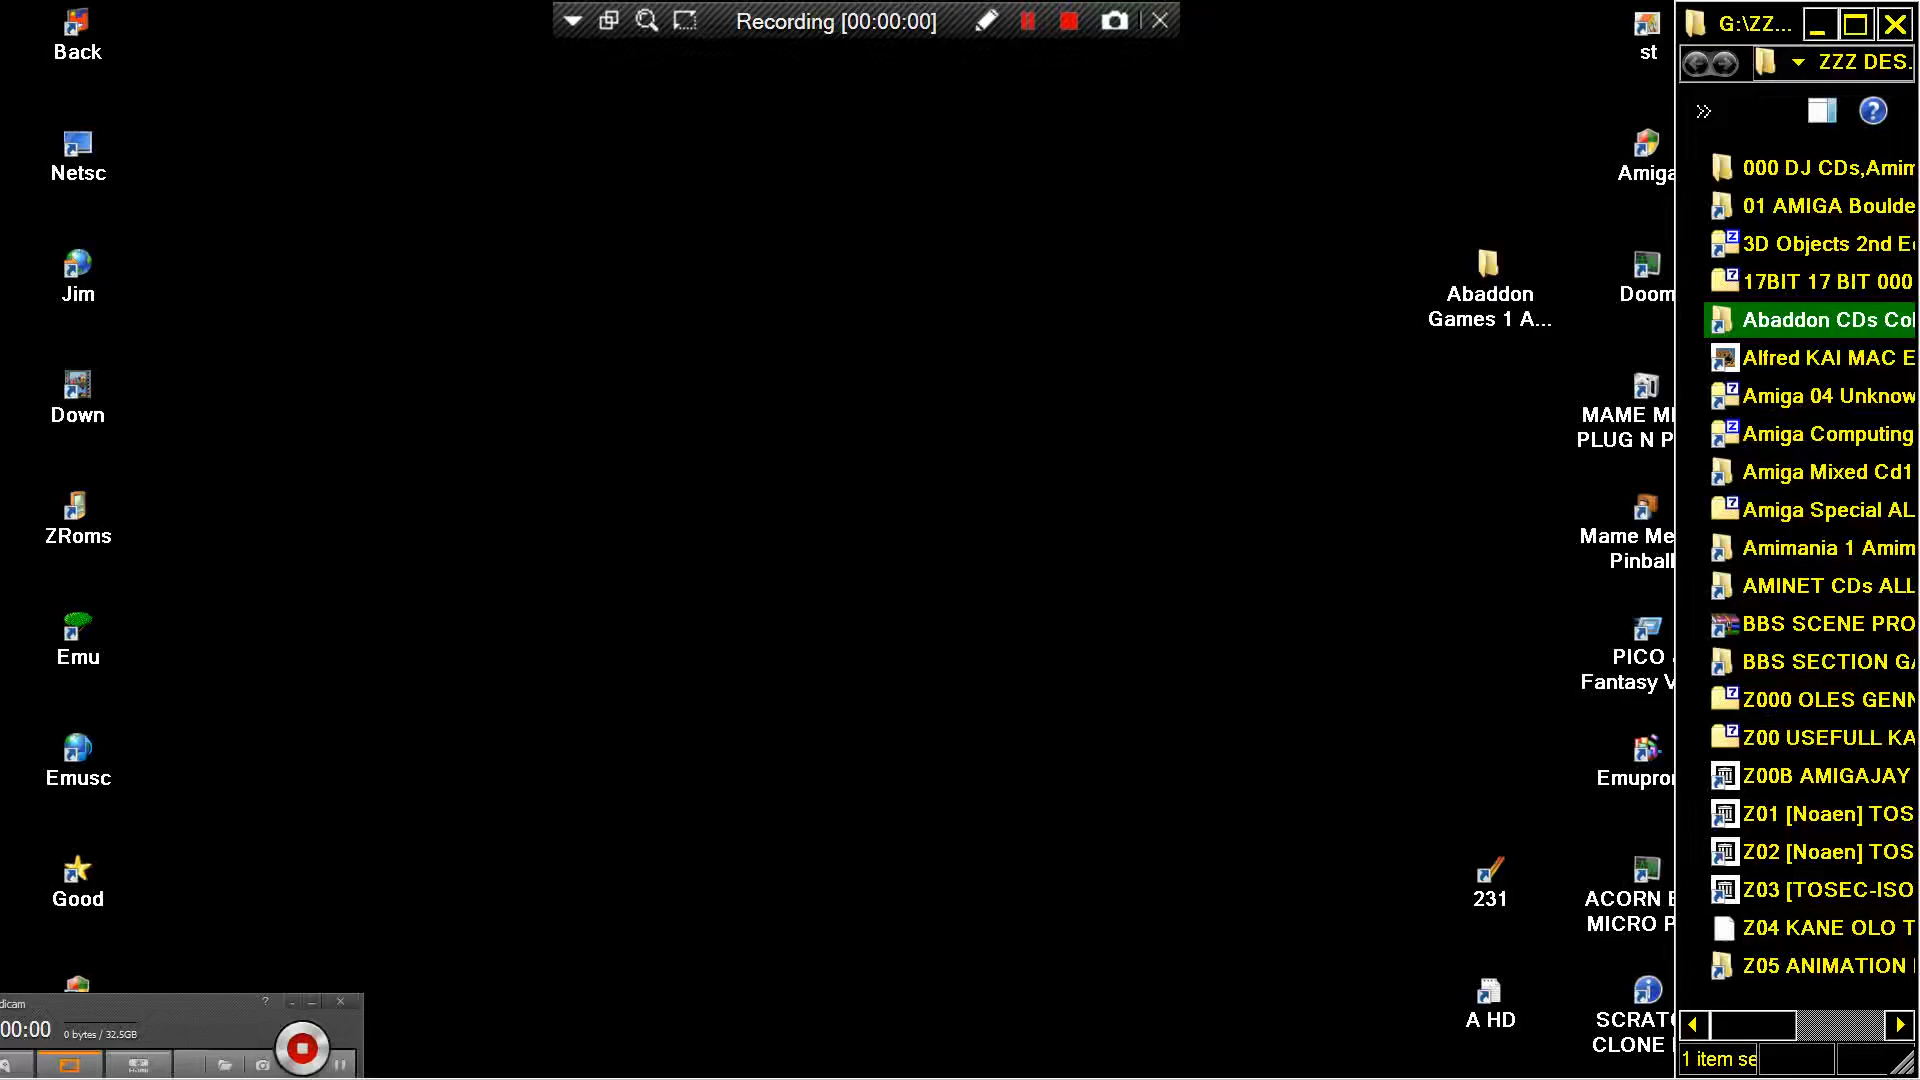 Recording [00:00:00]
Back
Netsc
Jim
Down
ZRoms
Emu
Emusc
Good
dicam
00:00
0 bytes / 32.5GB
Abaddon
Games 1 A...
231
A HD
st
Amiga
Doom
MAME M
PLUG N P
Mame Me
Pinball
PICO
Fantasy V
Emupro
ACORN
MICRO P
SCRAT
CLONE
G:\ZZ...
ZZZ DES.
000 DJ CDs,Amim
01 AMIGA Boulde
3D Objects 2nd E
17BIT 17 BIT 000
Abaddon CDs Col
Alfred KAI MAC E
Amiga 04 Unknow
Amiga Computing
Amiga Mixed Cd1
Amiga Special AL
Amimania 1 Amim
AMINET CDs ALL
BBS SCENE PRO
BBS SECTION GA
Z000 OLES GENN
Z00 USEFULL KA
Z00B AMIGAJAY
Z01 [Noaen] TOS
Z02 [Noaen] TOS
Z03 [TOSEC-ISO
Z04 KANE OLO T
Z05 ANIMATION
1 item se